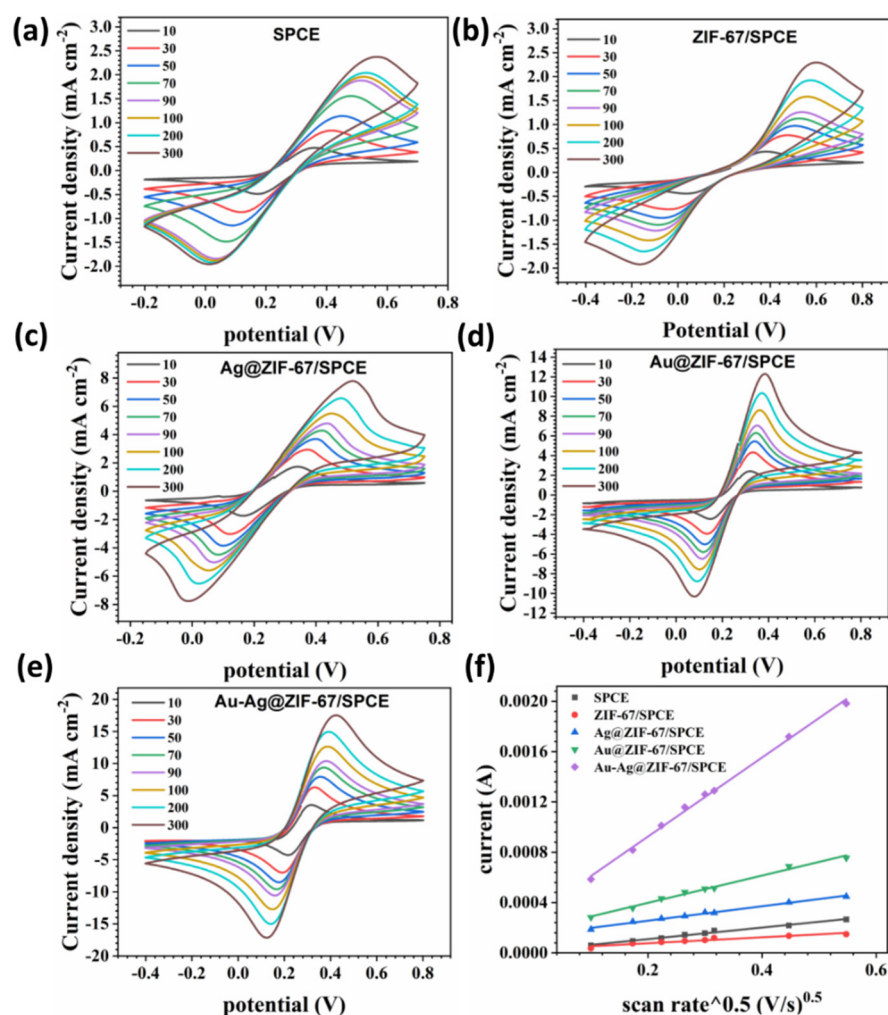 (a)
SPCE
10
30
50
70
90
100
200
300
3.0
2.5
2.0
1.5
1.0
0.5
0.0
-0.5
-1.0
-1.5
-2.0
Current density (mA cm⁻²)
-0.2 0.0 0.2 0.4 0.6 0.8
potential (V)
(b)
ZIF-67/SPCE
10
30
50
70
90
100
200
300
3.0
2.5
2.0
1.5
1.0
0.5
0.0
-0.5
-1.0
-1.5
-2.0
Current density (mA cm⁻²)
-0.4 -0.2 0.0 0.2 0.4 0.6 0.8
Potential (V)
(c)
Ag@ZIF-67/SPCE
10
30
50
70
90
100
200
300
8
6
4
2
0
-2
-4
-6
-8
Current density (mA cm⁻²)
0.0 0.2 0.4 0.6 0.8
potential (V)
(d)
Au@ZIF-67/SPCE
10
30
50
70
90
100
200
300
14
12
10
8
6
4
2
0
-2
-4
-6
-8
-10
-12
Current density (mA cm⁻²)
-0.4 -0.2 0.0 0.2 0.4 0.6 0.8
potential (V)
(e)
Au-Ag@ZIF-67/SPCE
10
30
50
70
90
100
200
300
20
15
10
5
0
-5
-10
-15
-20
Current density (mA cm⁻²)
-0.4 -0.2 0.0 0.2 0.4 0.6 0.8
potential (V)
(f)
SPCE
ZIF-67/SPCE
Ag@ZIF-67/SPCE
Au@ZIF-67/SPCE
Au-Ag@ZIF-67/SPCE
0.0020
0.0016
0.0012
0.0008
0.0004
0.0000
current (A)
0.2 0.4 0.6
scan rate^0.5 (V/s)⁰·⁵